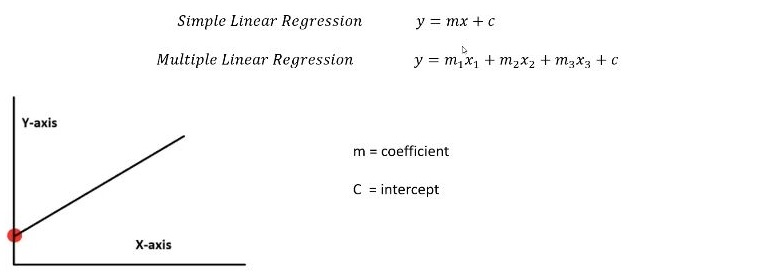 Simple Linear Regression y = mx + c
Multiple Linear Regression y = m₁x₁ + m₂x₂ + m₃x₃ + c
Y-axis
m = coefficient
C = intercept
X-axis